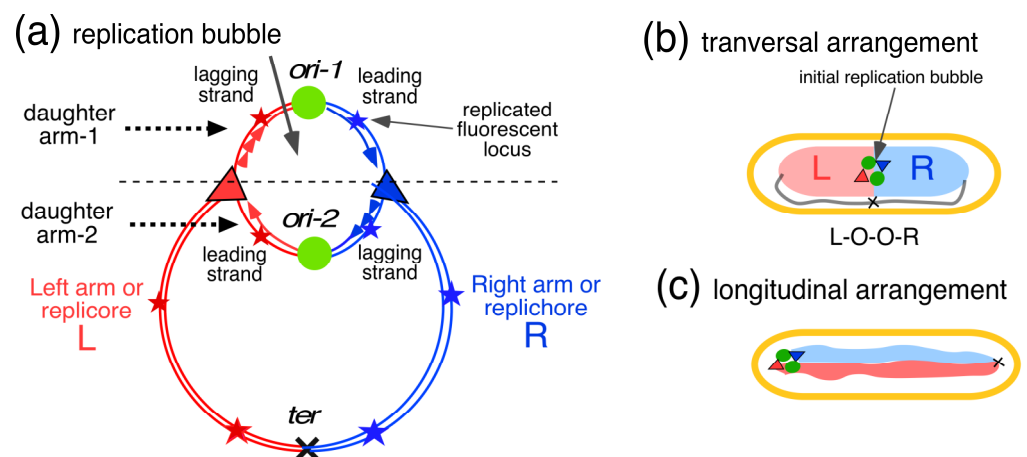 (a) replication bubble
lagging
strand
ori-1
leading
strand
daughter
arm-1
replicated
fluorescent
locus
daughter
arm-2
ori-2
leading
strand
lagging
strand
Left arm or
replicore
L
Right arm or
replichore
R
ter
(b) tranversal arrangement
initial replication bubble
L R
L-O-O-R
(c) longitudinal arrangement